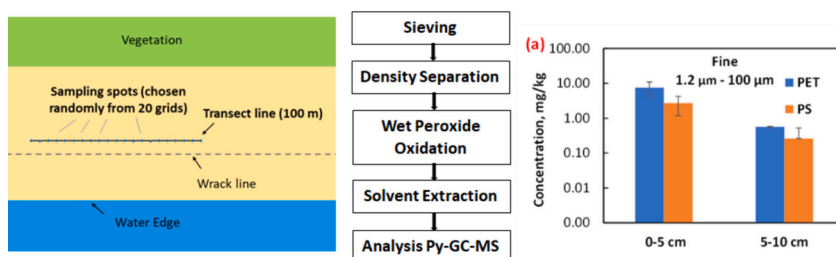 Vegetation
Sampling spots (chosen
randomly from 20 grids)
Transect line (100 m)
Wrack line
Water Edge
Sieving
Density Separation
Wet Peroxide
Oxidation
Solvent Extraction
Analysis Py-GC-MS
(a)
Concentration, mg/kg
100.00
10.00
1.00
0.10
0.01
0.00
Fine
1.2 µm - 100 µm
PET
PS
0-5 cm
5-10 cm